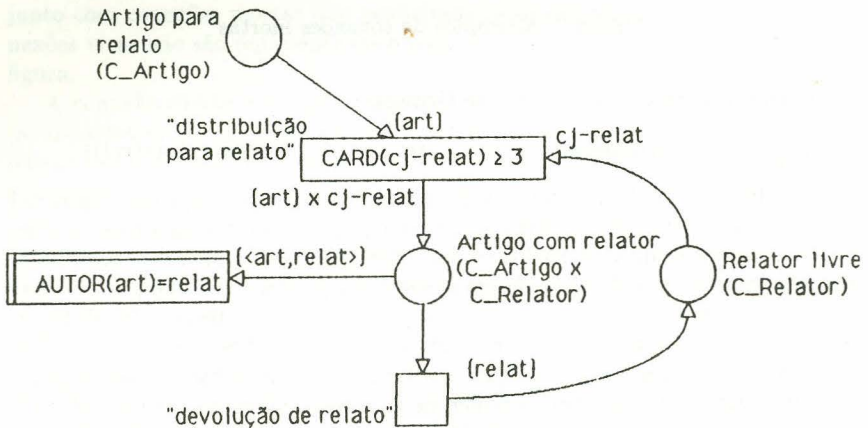 Artigo para
relato
(C_Artigo)
"distribuição
para relato"
{art}
cj-relat
CARD(cj-relat) ≥ 3
{art} x cj-relat
{<art,relat>}
Artigo com relator
(C_Artigo x
C_Relator)
Relator livre
(C_Relator)
AUTOR(art)=relat
{relat}
"devolução de relato"